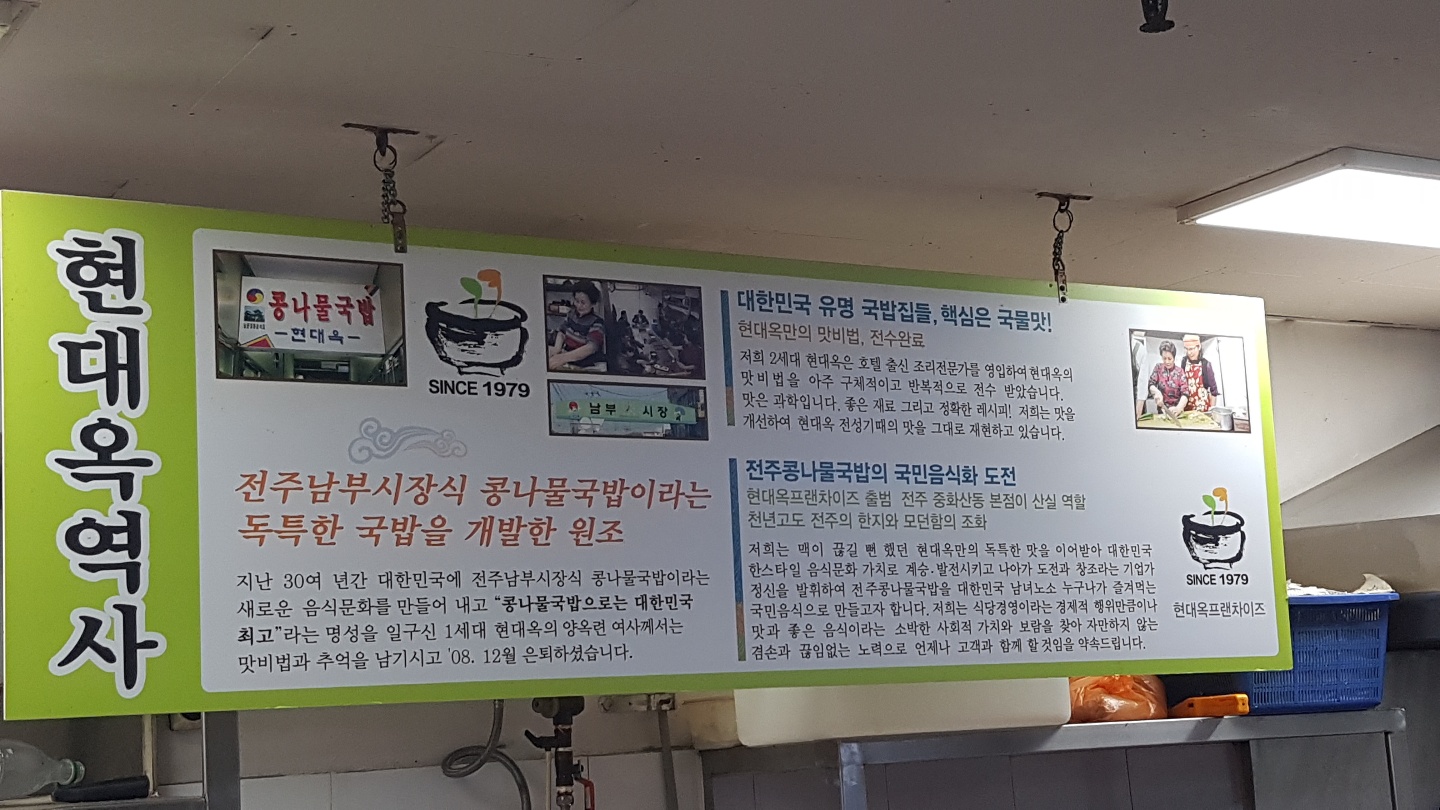 현대옥역사
콩나물국밥
-현대옥-
SINCE 1979
남부 시장
전주남부시장식 콩나물국밥이라는
독특한 국밥을 개발한 원조
지난 30여 년간 대한민국에 전주남부시장식 콩나물국밥이라는
새로운 음식문화를 만들어 내고 "콩나물국밥으로는 대한민국
최고"라는 명성을 일구신 1세대 현대옥의 양옥련 여사께서는
맛비법과 추억을 남기시고 '08. 12월 은퇴하셨습니다.
대한민국 유명 국밥집들, 핵심은 국물맛!
현대옥만의 맛비법, 전수완료
저희 2세대 현대옥은 호텔 출신 조리전문가를 영입하여 현대옥의
맛비법을 아주 구체적이고 반복적으로 전수 받았습니다.
맛은 과학입니다. 좋은 재료 그리고 정확한 레시피! 저희는 맛을
개선하여 현대옥 전성기때의 맛을 그대로 재현하고 있습니다.
전주콩나물국밥의 국민음식화 도전
현대옥프랜차이즈 출범 전주 중화산동 본점이 산실 역할
천년고도 전주의 한지와 모던함의 조화
저희는 맥이 끊길 뻔 했던 현대옥만의 독특한 맛을 이어받아 대한민국
한스타일 음식문화 가치로 계승·발전시키고 나아가 도전과 창조라는 기업가
정신을 발휘하여 전주콩나물국밥을 대한민국 남녀노소 누구나가 즐겨먹는
국민음식으로 만들고자 합니다. 저희는 식당경영이라는 경제적 행위만큼이나
맛과 좋은 음식이라는 소박한 사회적 가치와 보람을 찾아 자만하지 않는
겸손과 끊임없는 노력으로 언제나 고객과 함께 할것임을 약속드립니다.
SINCE 1979
현대옥프랜차이즈